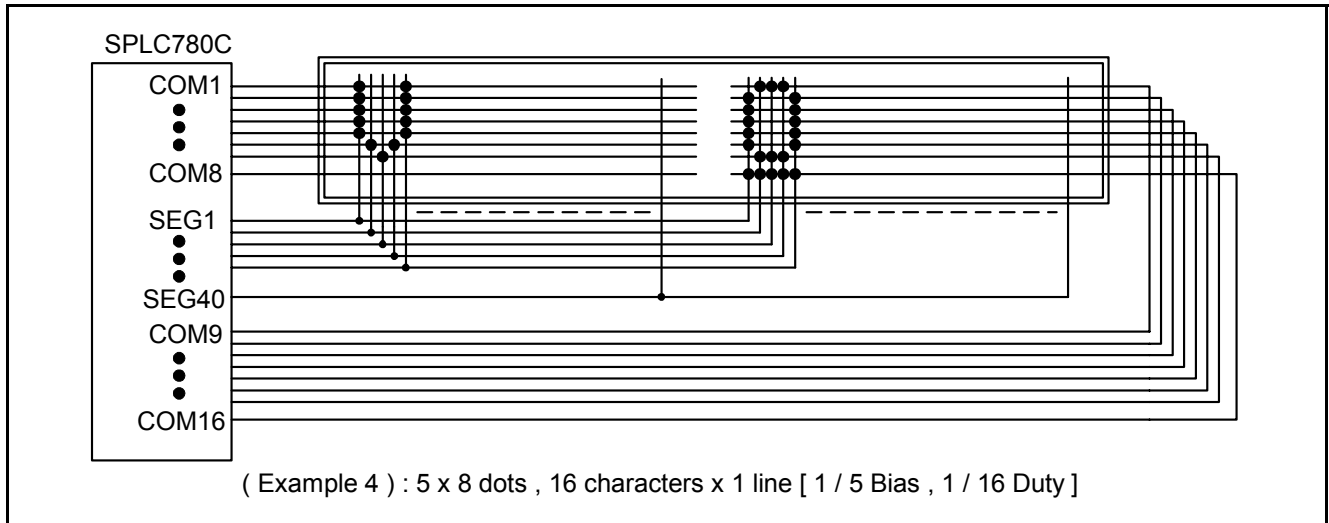 SPLC780C
COM1
COM8
SEG1
SEG40
COM9
COM16
( Example 4 ) : 5 x 8 dots , 16 characters x 1 line [ 1 / 5 Bias , 1 / 16 Duty ]